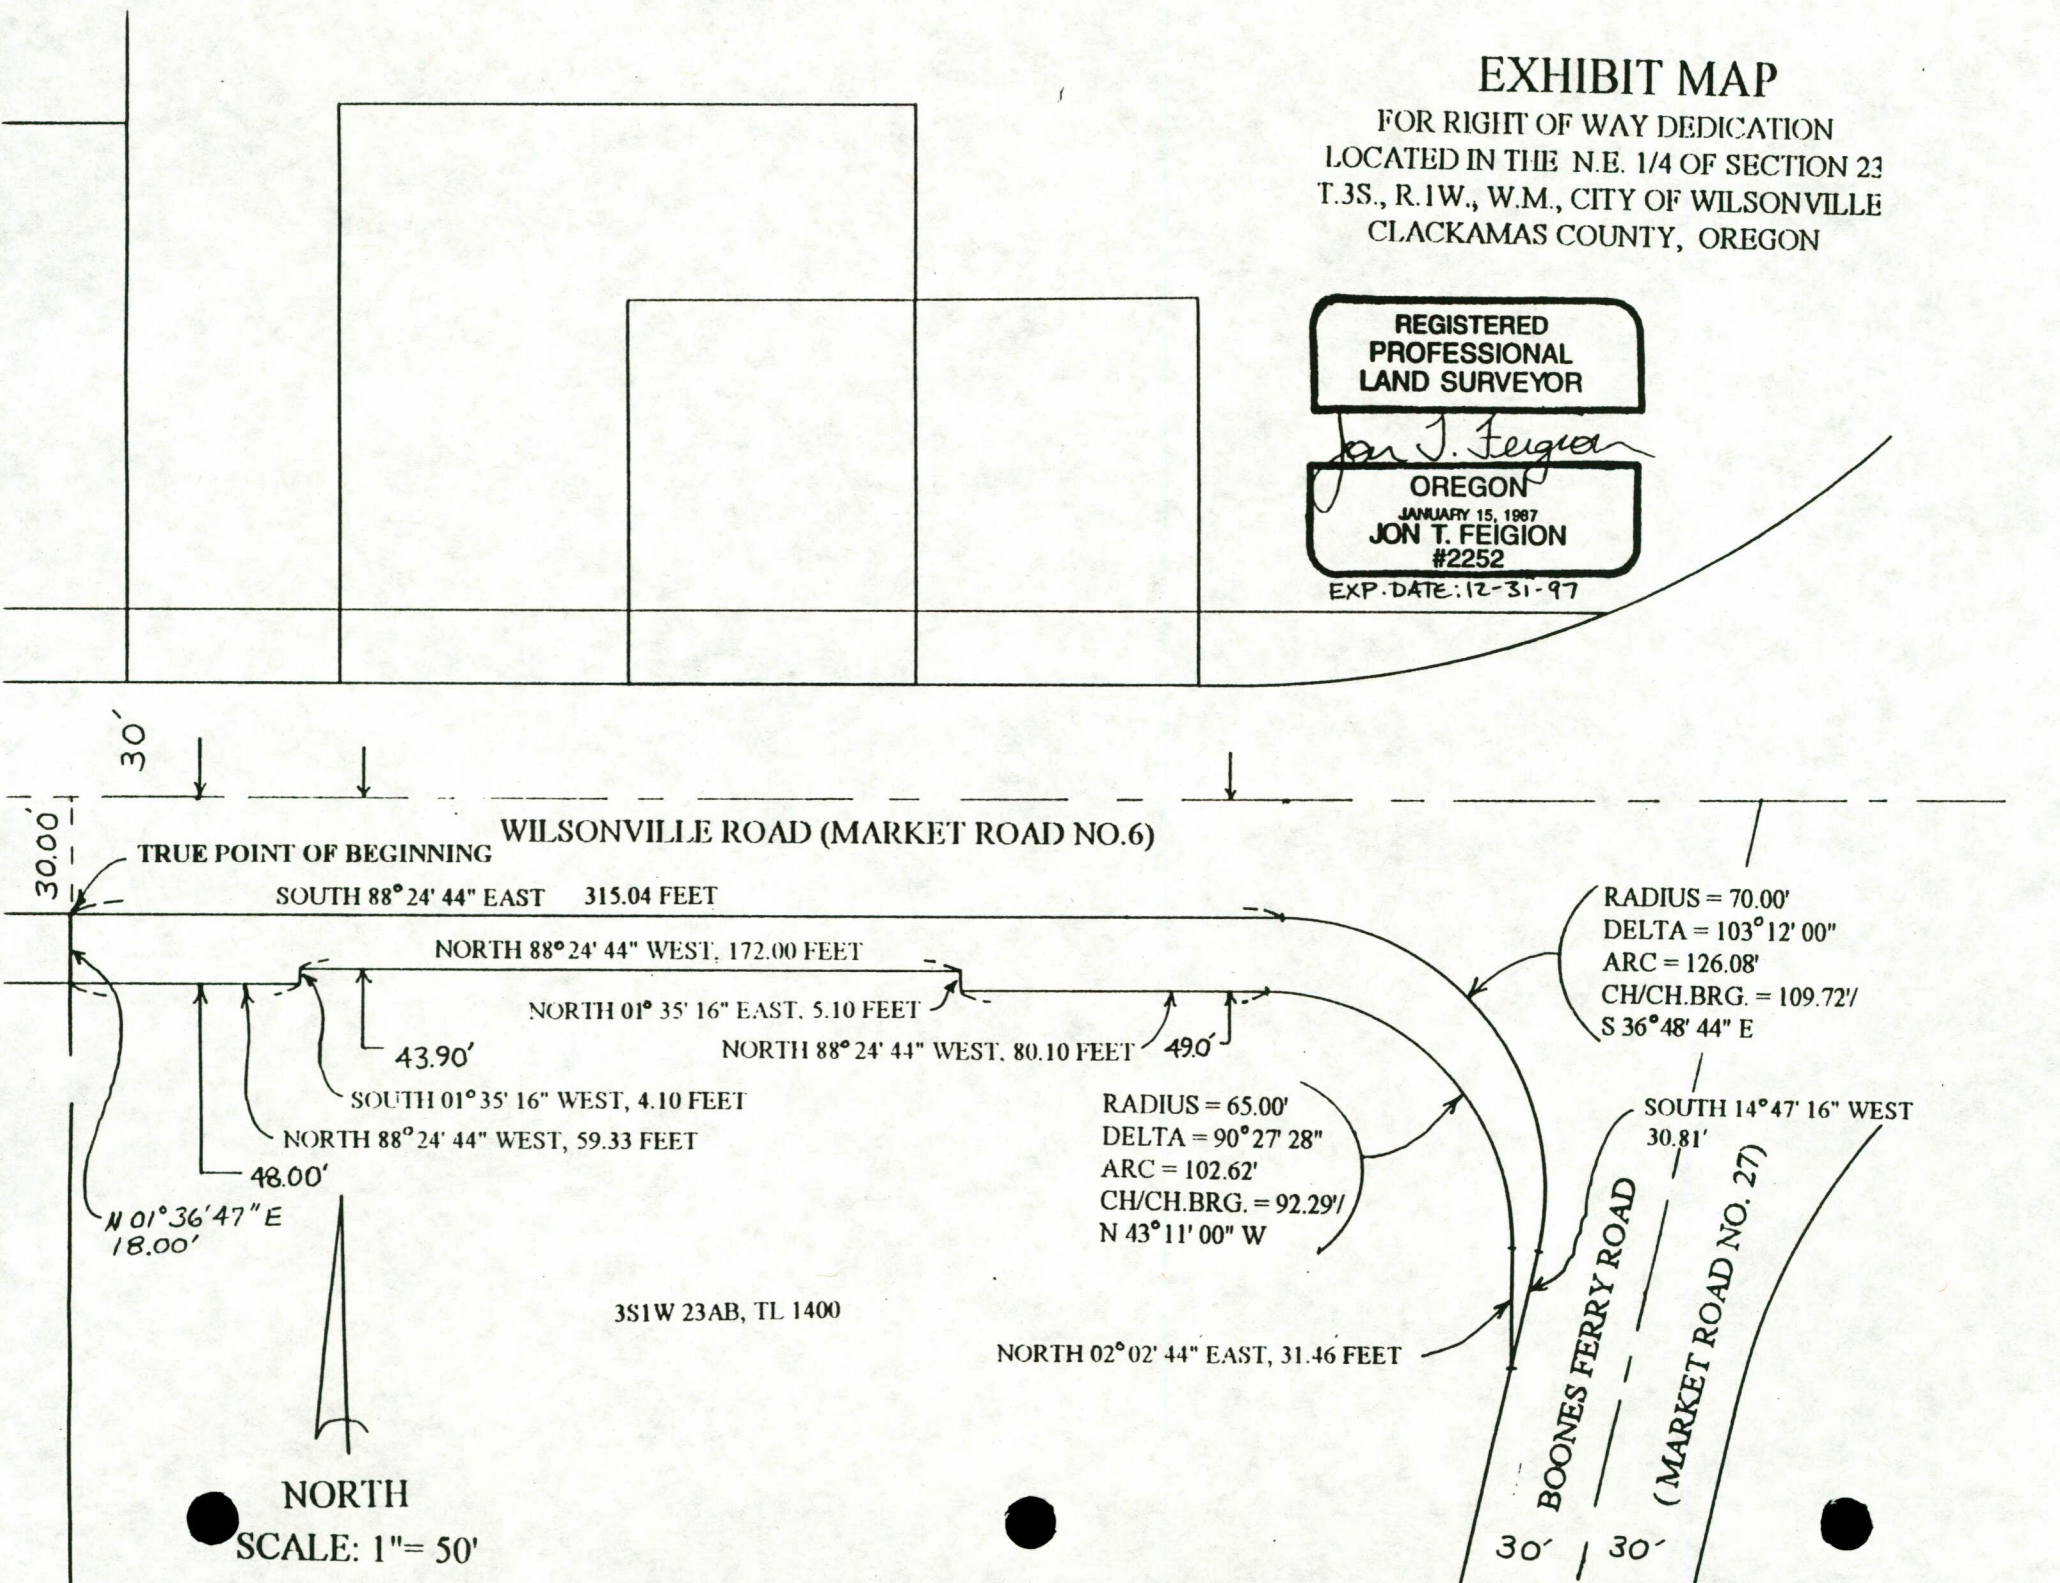 EXHIBIT MAP
FOR RIGHT OF WAY DEDICATION
LOCATED IN THE N.E. 1/4 OF SECTION 23
T.3S., R.1W., W.M., CITY OF WILSONVILLE
CLACKAMAS COUNTY, OREGON
REGISTERED
PROFESSIONAL
LAND SURVEYOR
Jon T. Feigion
OREGON
JANUARY 15, 1987
JON T. FEIGION
#2252
EXP. DATE: 12-31-97
30'
30.00'
WILSONVILLE ROAD (MARKET ROAD NO.6)
TRUE POINT OF BEGINNING
SOUTH 88° 24' 44" EAST 315.04 FEET
NORTH 88° 24' 44" WEST, 172.00 FEET
NORTH 01° 35' 16" EAST, 5.10 FEET
43.90'
NORTH 88° 24' 44" WEST, 80.10 FEET
49.0'
SOUTH 01° 35' 16" WEST, 4.10 FEET
NORTH 88° 24' 44" WEST, 59.33 FEET
48.00'
N 01° 36' 47" E
18.00'
RADIUS = 70.00'
DELTA = 103° 12' 00"
ARC = 126.08'
CH/CH.BRG. = 109.72'/
S 36° 48' 44" E
RADIUS = 65.00'
DELTA = 90° 27' 28"
ARC = 102.62'
CH/CH.BRG. = 92.29'/
N 43° 11' 00" W
SOUTH 14° 47' 16" WEST
30.81'
3S1W 23AB, TL 1400
NORTH 02° 02' 44" EAST, 31.46 FEET
BOONES FERRY ROAD
(MARKET ROAD NO. 27)
NORTH
SCALE: 1"= 50'
30'
30'